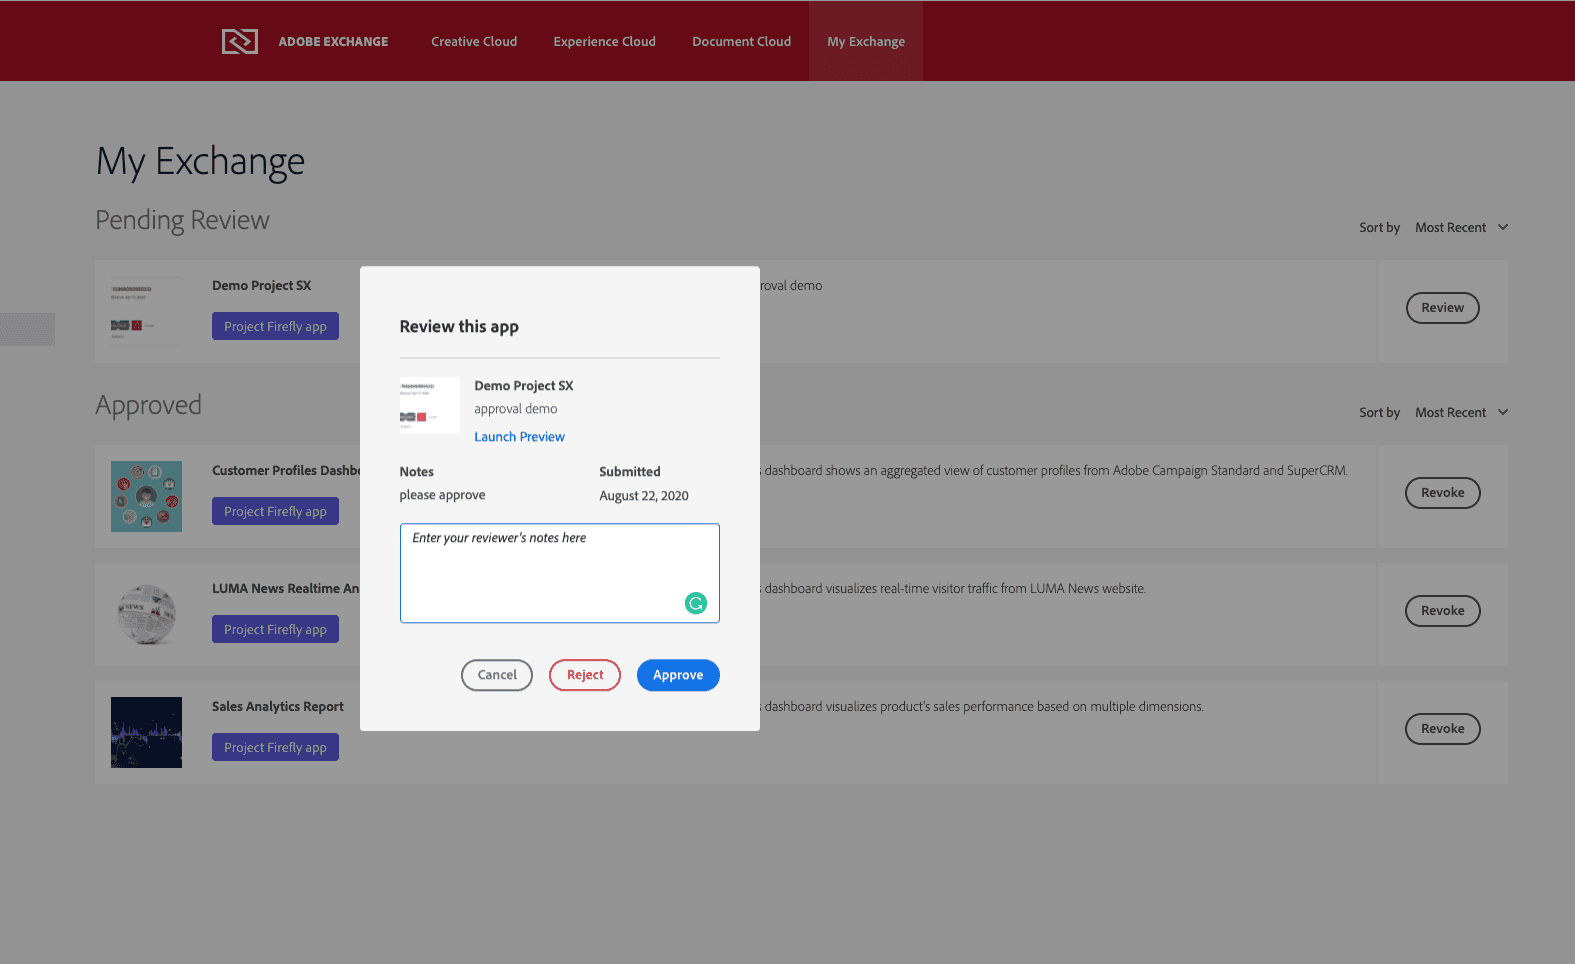 ADOBE EXCHANGE
Creative Cloud
Experience Cloud
Document Cloud
My Exchange
My Exchange
Pending Review
Sort by Most Recent
Demo Project SX
Project Firefly app
roval demo
Review
Approved
Sort by Most Recent
Customer Profiles Dashb
Project Firefly app
dashboard shows an aggregated view of customer profiles from Adobe Campaign Standard and SuperCRM.
Revoke
NEWS
LUMA News Realtime An
Project Firefly app
dashboard visualizes real-time visitor traffic from LUMA News website.
Revoke
Sales Analytics Report
Project Firefly app
dashboard visualizes product's sales performance based on multiple dimensions.
Revoke
Review this app
Demo Project SX
approval demo
Launch Preview
Notes
please approve
Submitted
August 22, 2020
Enter your reviewer's notes here
Cancel
Reject
Approve